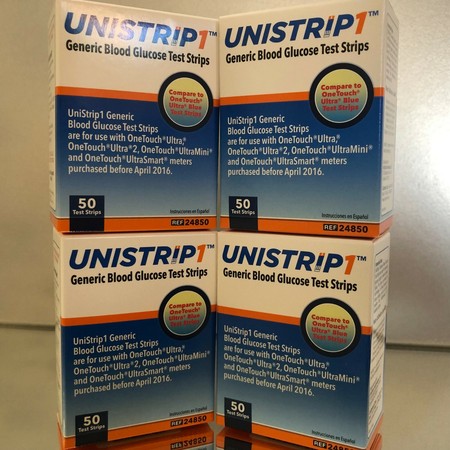 UNISTRIP1™
Generic Blood Glucose Test Strips
Compare to
OneTouch®
Ultra® Blue
Test Strips
UniStrip1 Generic
Blood Glucose Test Strips
are for use with OneTouch®Ultra®,
OneTouch®Ultra®2, OneTouch®UltraMini®
and OneTouch®UltraSmart® meters
purchased before April 2016.
50
Test Strips
Instrucciones en Español
REF 24850
UNISTRIP1™
Generic Blood Glucose Test Strips
Compare to
OneTouch®
Ultra® Blue
Test Strips
UniStrip1 Generic
Blood Glucose Test Strips
are for use with OneTouch®Ultra®,
OneTouch®Ultra®2, OneTouch®UltraMini®
and OneTouch®UltraSmart® meters
purchased before April 2016.
50
Test Strips
Instrucciones en Español
REF 24850
UNISTRIP1™
Generic Blood Glucose Test Strips
Compare to
OneTouch®
Ultra® Blue
Test Strips
UniStrip1 Generic
Blood Glucose Test Strips
are for use with OneTouch®Ultra®,
OneTouch®Ultra®2, OneTouch®UltraMini®
and OneTouch®UltraSmart® meters
purchased before April 2016.
50
Test Strips
Instrucciones en Español
REF 24850
UNISTRIP1™
Generic Blood Glucose Test Strips
Compare to
OneTouch®
Ultra® Blue
Test Strips
UniStrip1 Generic
Blood Glucose Test Strips
are for use with OneTouch®Ultra®,
OneTouch®Ultra®2, OneTouch®UltraMini®
and OneTouch®UltraSmart® meters
purchased before April 2016.
50
Test Strips
Instrucciones en Español
REF 24850